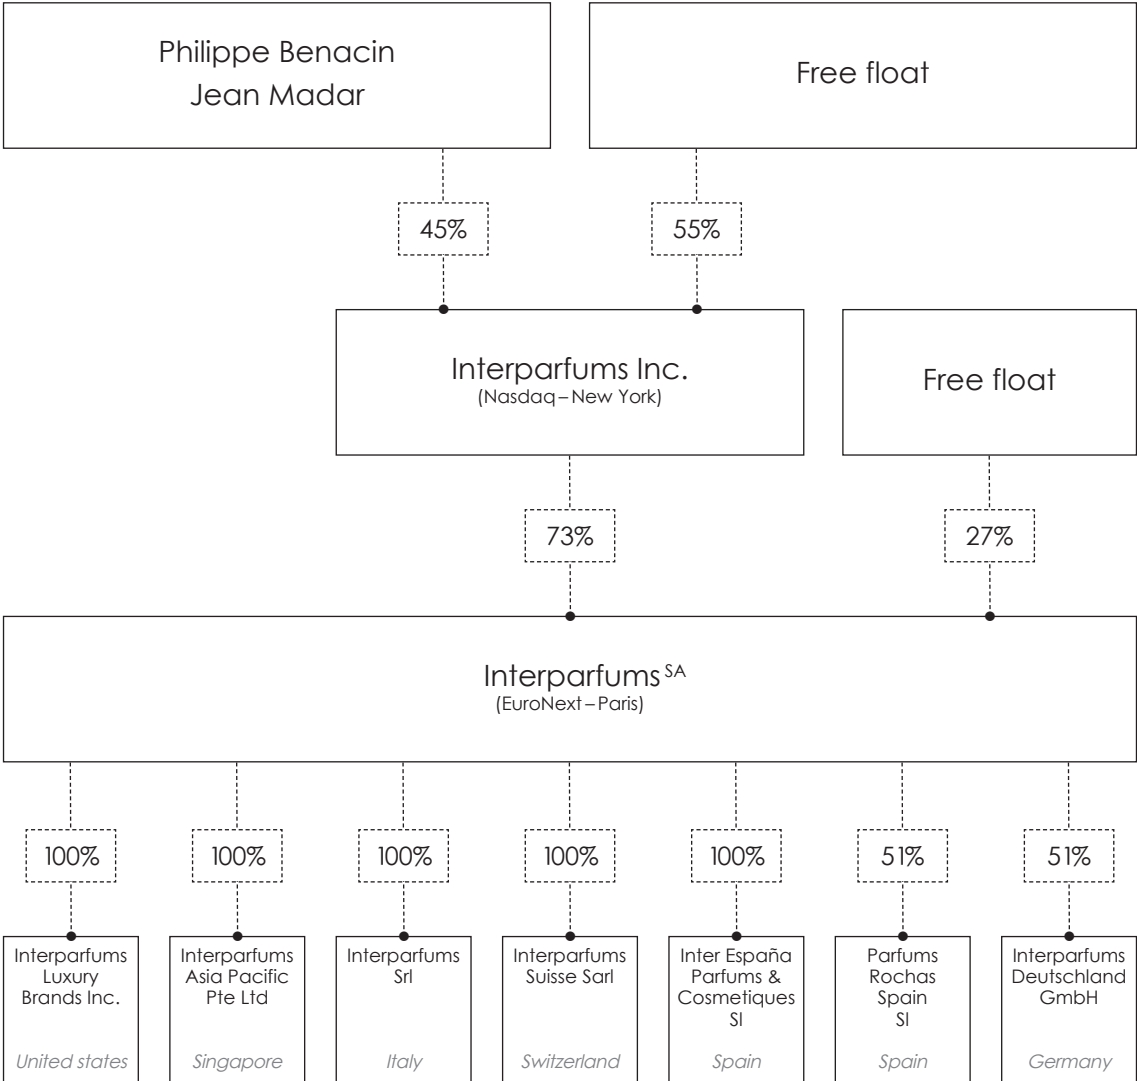 Philippe Benacin
Jean Madar
Free float
45%
55%
Interparfums Inc.
(Nasdaq – New York)
Free float
73%
27%
Interparfums SA
(EuroNext – Paris)
100%
100%
100%
100%
100%
51%
51%
Interparfums
Luxury
Brands Inc.
United states
Interparfums
Asia Pacific
Pte Ltd
Singapore
Interparfums
Srl
Italy
Interparfums
Suisse Sarl
Switzerland
Inter España
Parfums &
Cosmetiques
Sl
Spain
Parfums
Rochas
Spain
Sl
Spain
Interparfums
Deutschland
GmbH
Germany